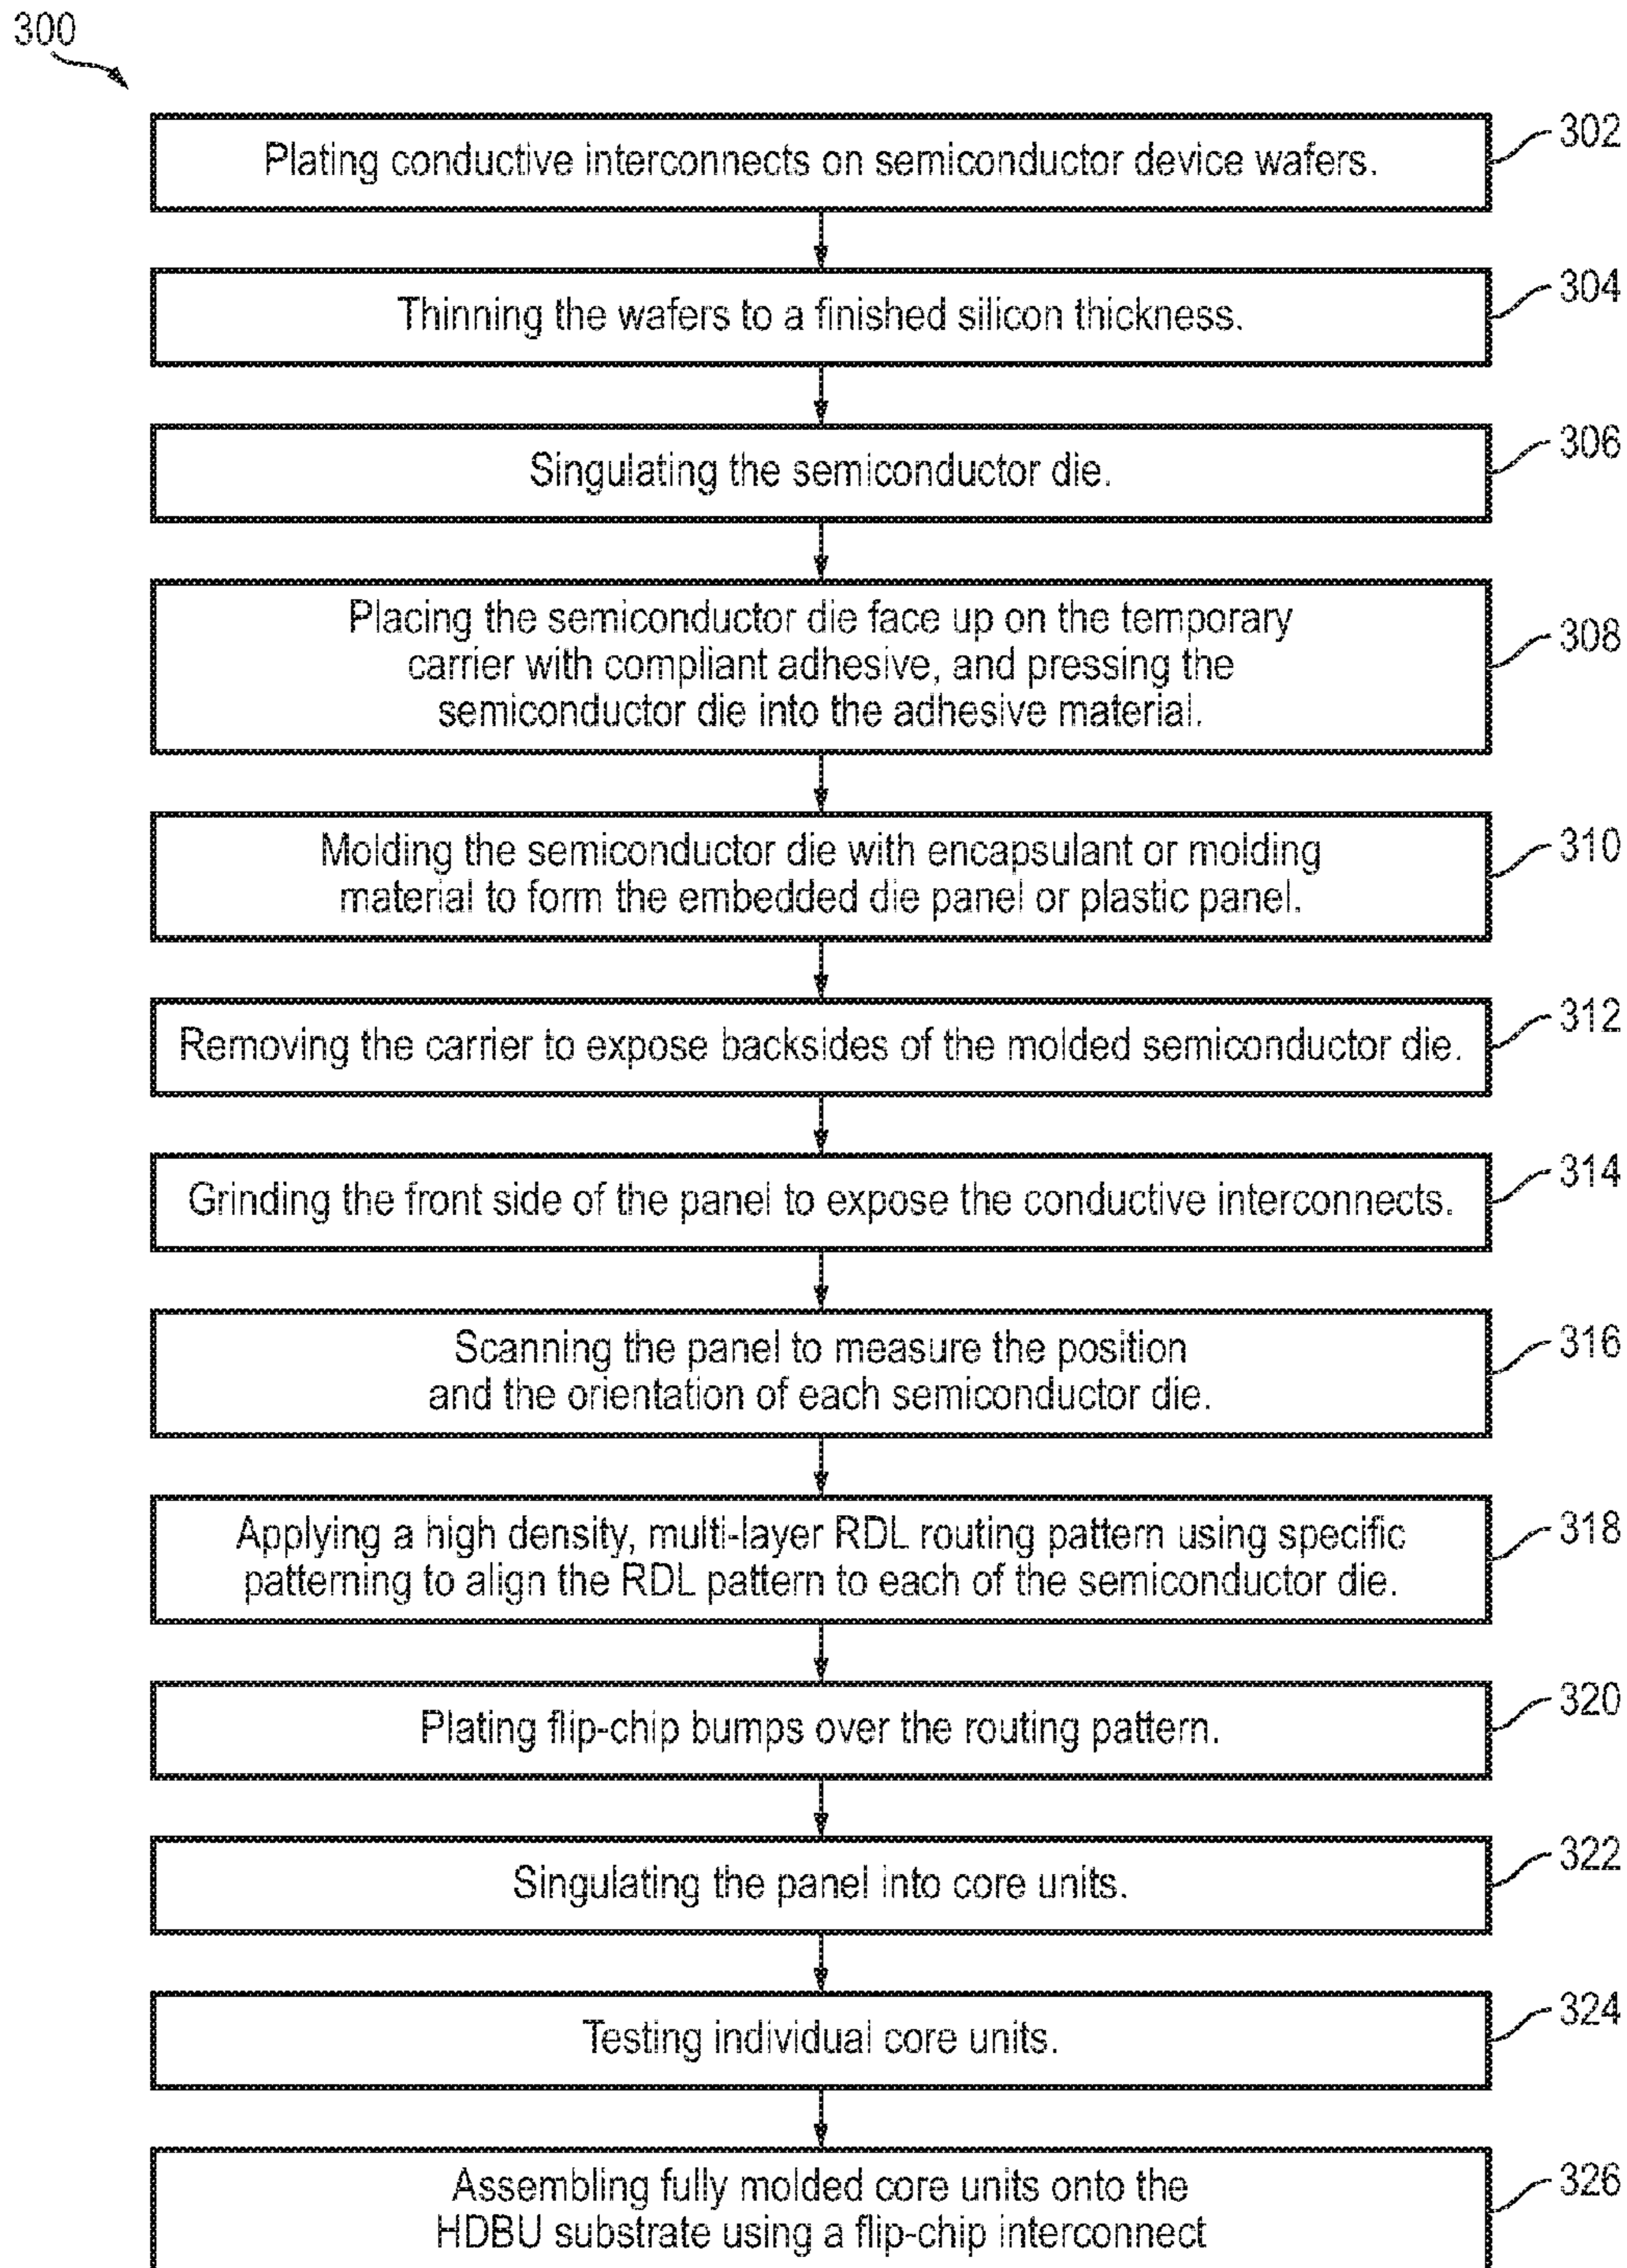 300
Plating conductive interconnects on semiconductor device wafers.
302
Thinning the wafers to a finished silicon thickness.
304
Singulating the semiconductor die.
306
Placing the semiconductor die face up on the temporary
carrier with compliant adhesive, and pressing the
semiconductor die into the adhesive material.
308
Molding the semiconductor die with encapsulant or molding
material to form the embedded die panel or plastic panel.
310
Removing the carrier to expose backsides of the molded semiconductor die.
312
Grinding the front side of the panel to expose the conductive interconnects.
314
Scanning the panel to measure the position
and the orientation of each semiconductor die.
316
Applying a high density, multi-layer RDL routing pattern using specific
patterning to align the RDL pattern to each of the semiconductor die.
318
Plating flip-chip bumps over the routing pattern.
320
Singulating the panel into core units.
322
Testing individual core units.
324
Assembling fully molded core units onto the
HDBU substrate using a flip-chip interconnect
326